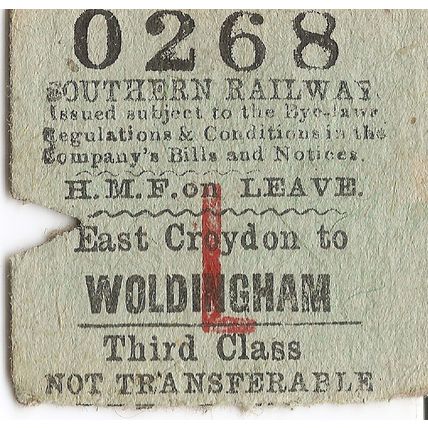 0268
SOUTHERN RAILWAY.
Issued subject to the Bye-laws
Regulations & Conditions in the
Company's Bills and Notices.
H.M.F. on LEAVE.
L
East Croydon to
WOLDINGHAM
Third Class
NOT TRANSFERABLE